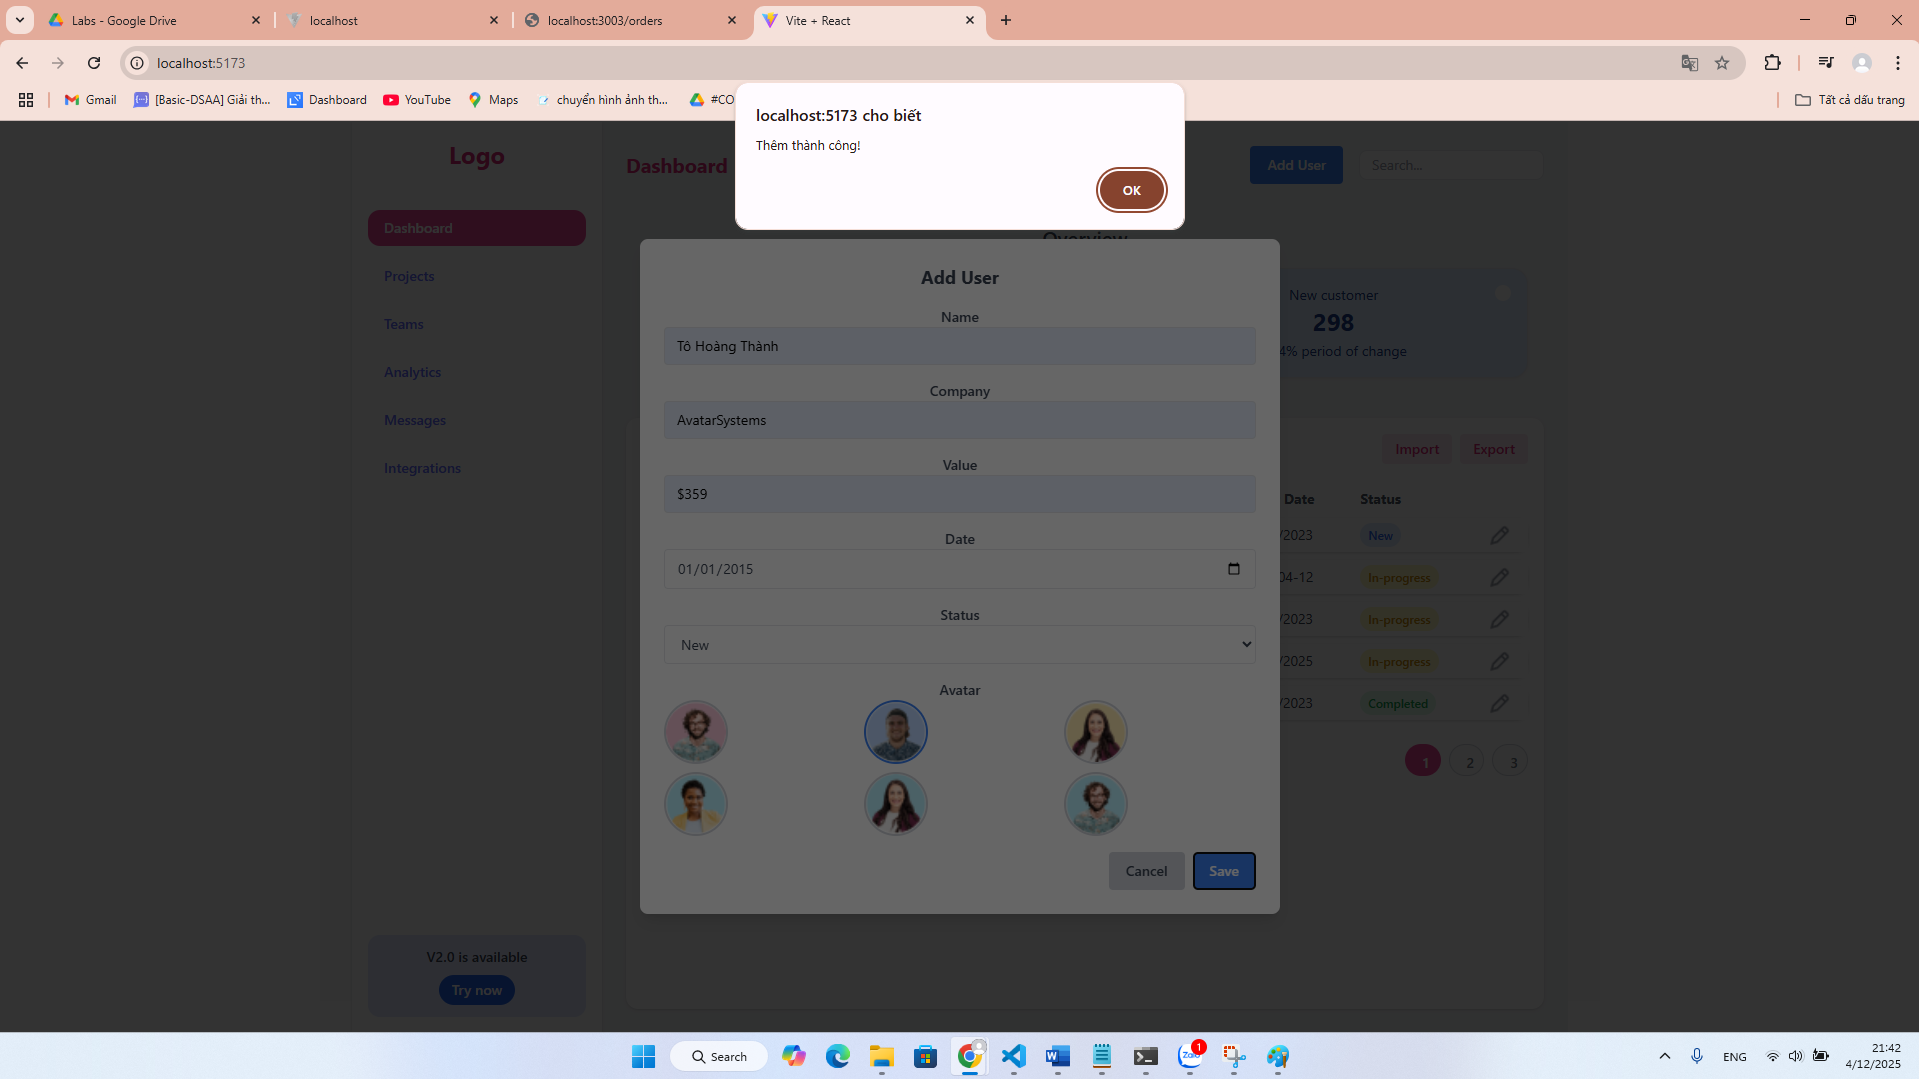 Labs - Google Drive
localhost
localhost:3003/orders
Vite + React
localhost:5173
Gmail
[Basic-DSAA] Giải th...
Dashboard
YouTube
Maps
chuyển hình ảnh th...
#CO
Tất cả dấu trang
localhost:5173 cho biết
Thêm thành công!
OK
Logo
Dashboard
Add User
Search...
Dashboard
Projects
Teams
Analytics
Messages
Integrations
V2.0 is available
Try now
Overview
New customer
298
4% period of change
Import
Export
Date
Status
/2023
New
04-12
In-progress
/2023
In-progress
/2025
In-progress
/2023
Completed
1
2
3
Add User
Name
Tô Hoàng Thành
Company
AvatarSystems
Value
$359
Date
01/01/2015
Status
New
Avatar
Cancel
Save
Search
Zalo
1
ENG
21:42
4/12/2025